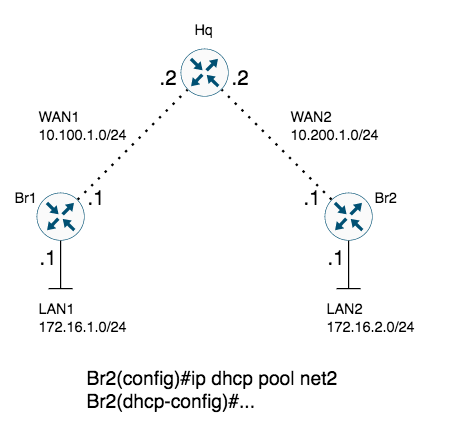 Hq
.2
.2
WAN1
10.100.1.0/24
WAN2
10.200.1.0/24
Br1
.1
.1
Br2
.1
.1
LAN1
172.16.1.0/24
LAN2
172.16.2.0/24
Br2(config)#ip dhcp pool net2
Br2(dhcp-config)#...